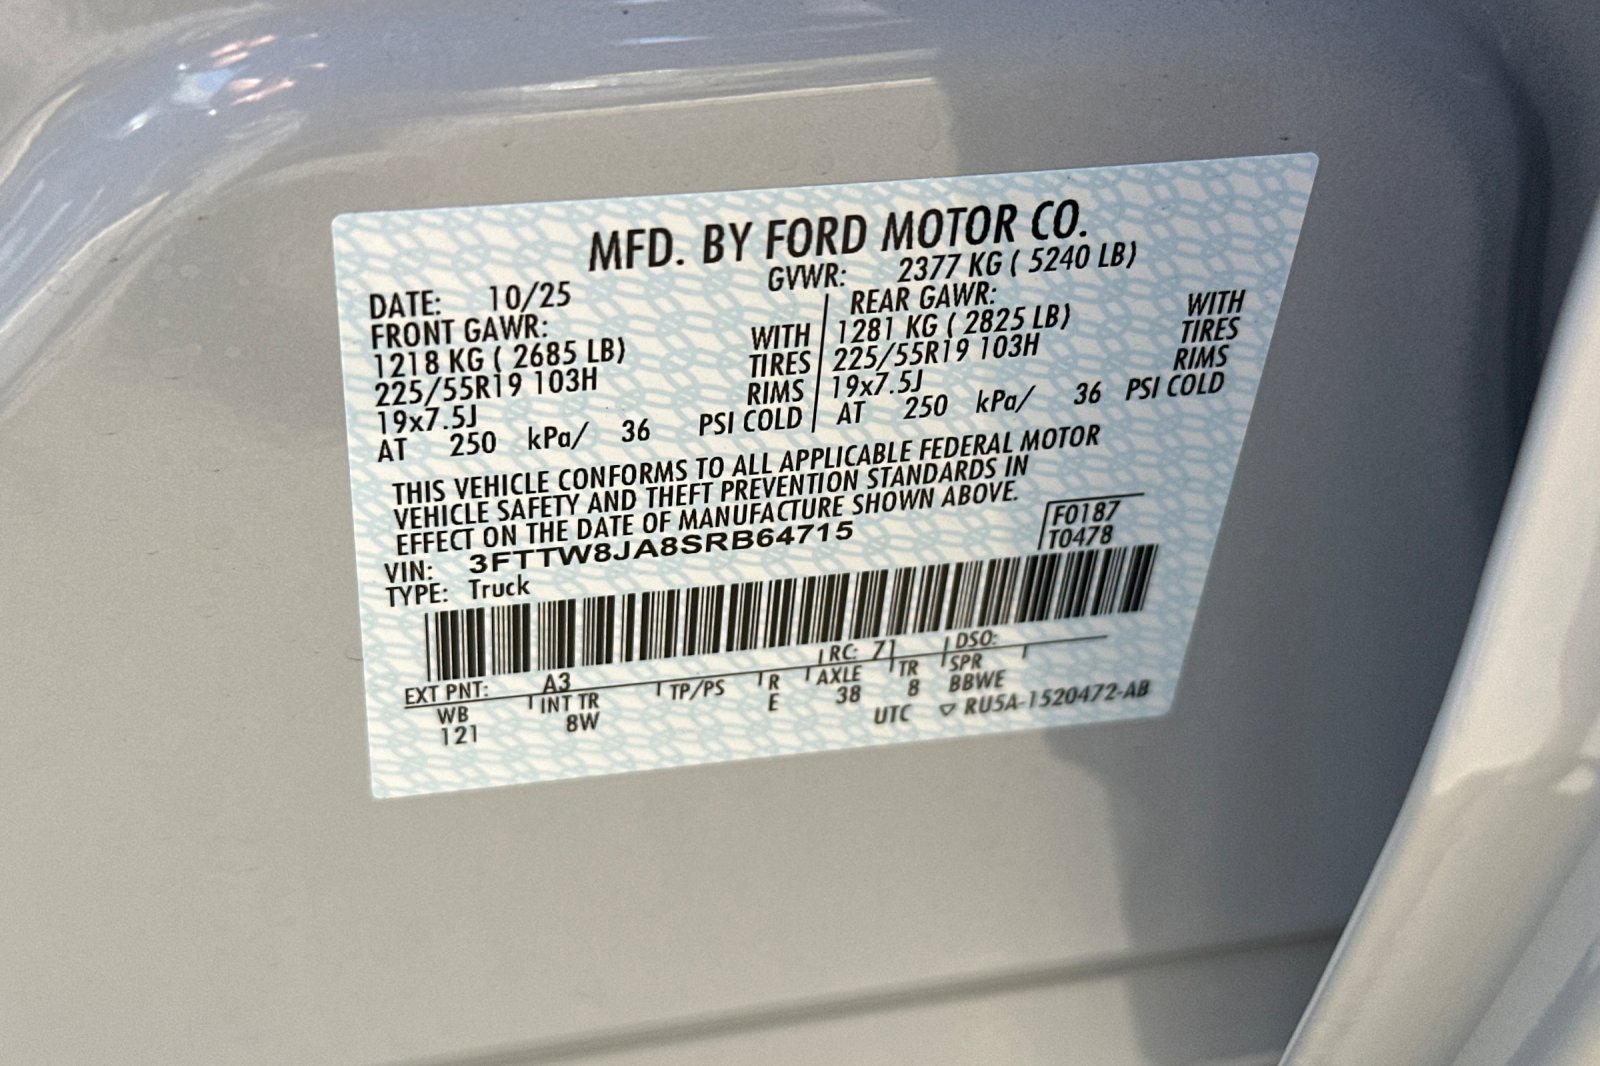 MFD. BY FORD MOTOR CO.
DATE: 10/25 GVWR: 2377 KG ( 5240 LB)
FRONT GAWR: REAR GAWR:
1218 KG ( 2685 LB) WITH 1281 KG ( 2825 LB) WITH
225/55R19 103H TIRES 225/55R19 103H TIRES
19x7.5J RIMS 19x7.5J RIMS
AT 250 kPa/ 36 PSI COLD AT 250 kPa/ 36 PSI COLD
THIS VEHICLE CONFORMS TO ALL APPLICABLE FEDERAL MOTOR
VEHICLE SAFETY AND THEFT PREVENTION STANDARDS IN
EFFECT ON THE DATE OF MANUFACTURE SHOWN ABOVE.
VIN: 3FTTW8JA8SRB64715 F0187
TYPE: Truck T0478
EXT PNT: A3 RC: 71 DSO:
WB INT TR TP/PS R AXLE TR SPR
121 8W E 38 8 BBWE
UTC ▽ RU5A-1520472-AB